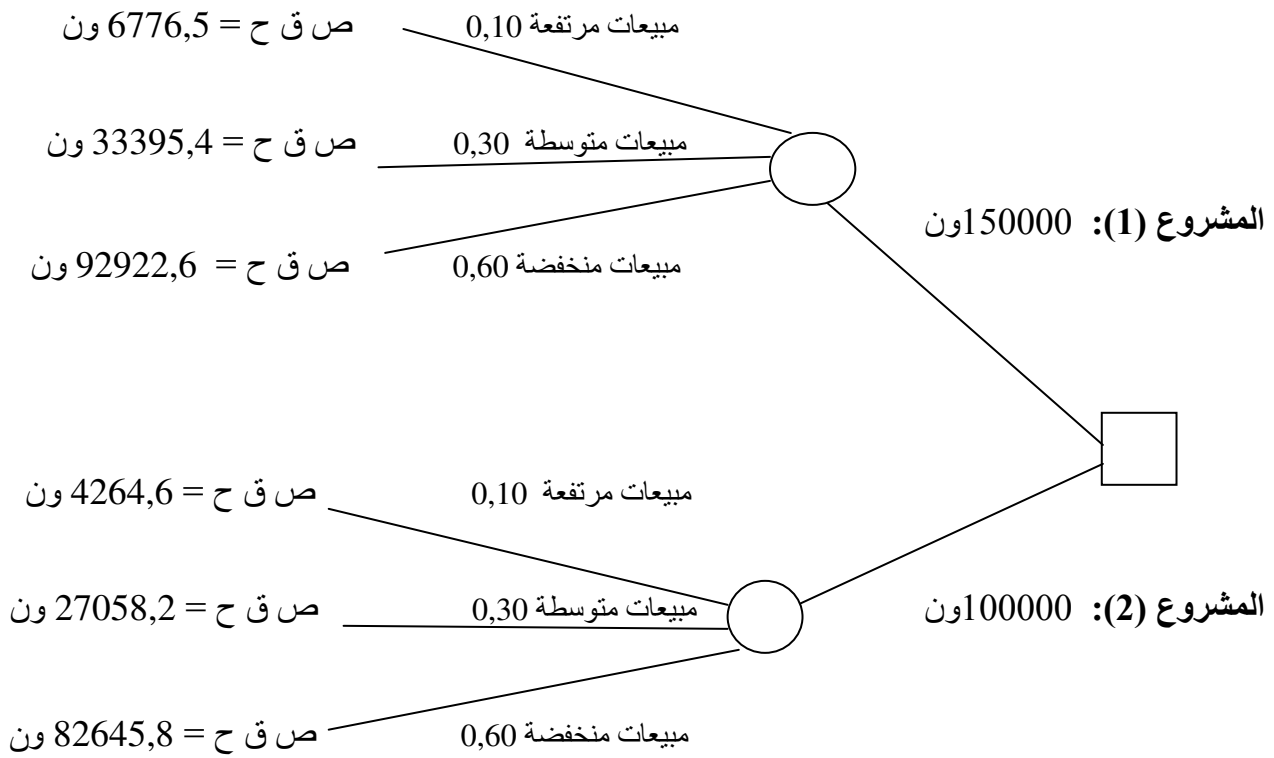 مبيعات مرتفعة 0,10 ص ق ح = 6776,5 ون
مبيعات متوسطة 0,30 ص ق ح = 33395,4 ون
المشروع (1): 150000ون
مبيعات منخفضة 0,60 ص ق ح = 92922,6 ون
مبيعات مرتفعة 0,10 ص ق ح = 4264,6 ون
المشروع (2): 100000ون
مبيعات متوسطة 0,30 ص ق ح = 27058,2 ون
مبيعات منخفضة 0,60 ص ق ح = 82645,8 ون